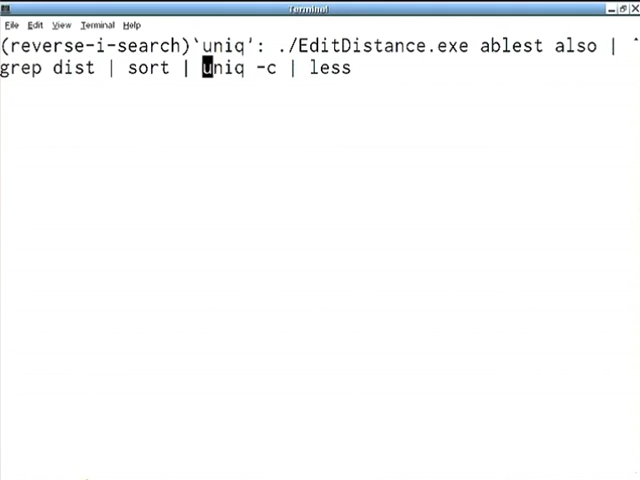 Terminal
File Edit View Terminal Help
(reverse-i-search)`uniq': ./EditDistance.exe ablest also |
grep dist | sort | uniq -c | less